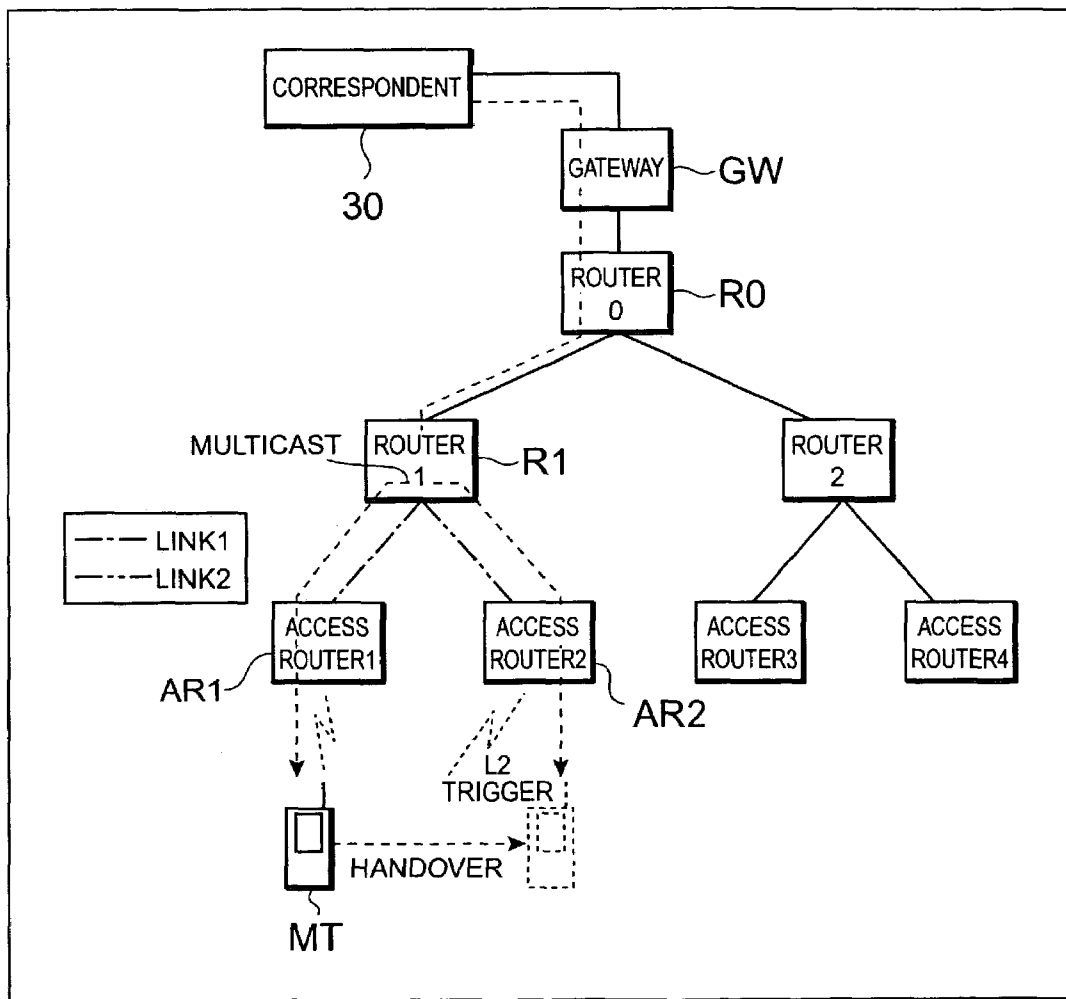 CORRESPONDENT
30
GATEWAY
GW
ROUTER
0
R0
MULTICAST
ROUTER
1
R1
ROUTER
2
LINK1
LINK2
ACCESS
ROUTER1
AR1
ACCESS
ROUTER2
AR2
ACCESS
ROUTER3
ACCESS
ROUTER4
L2
TRIGGER
HANDOVER
MT